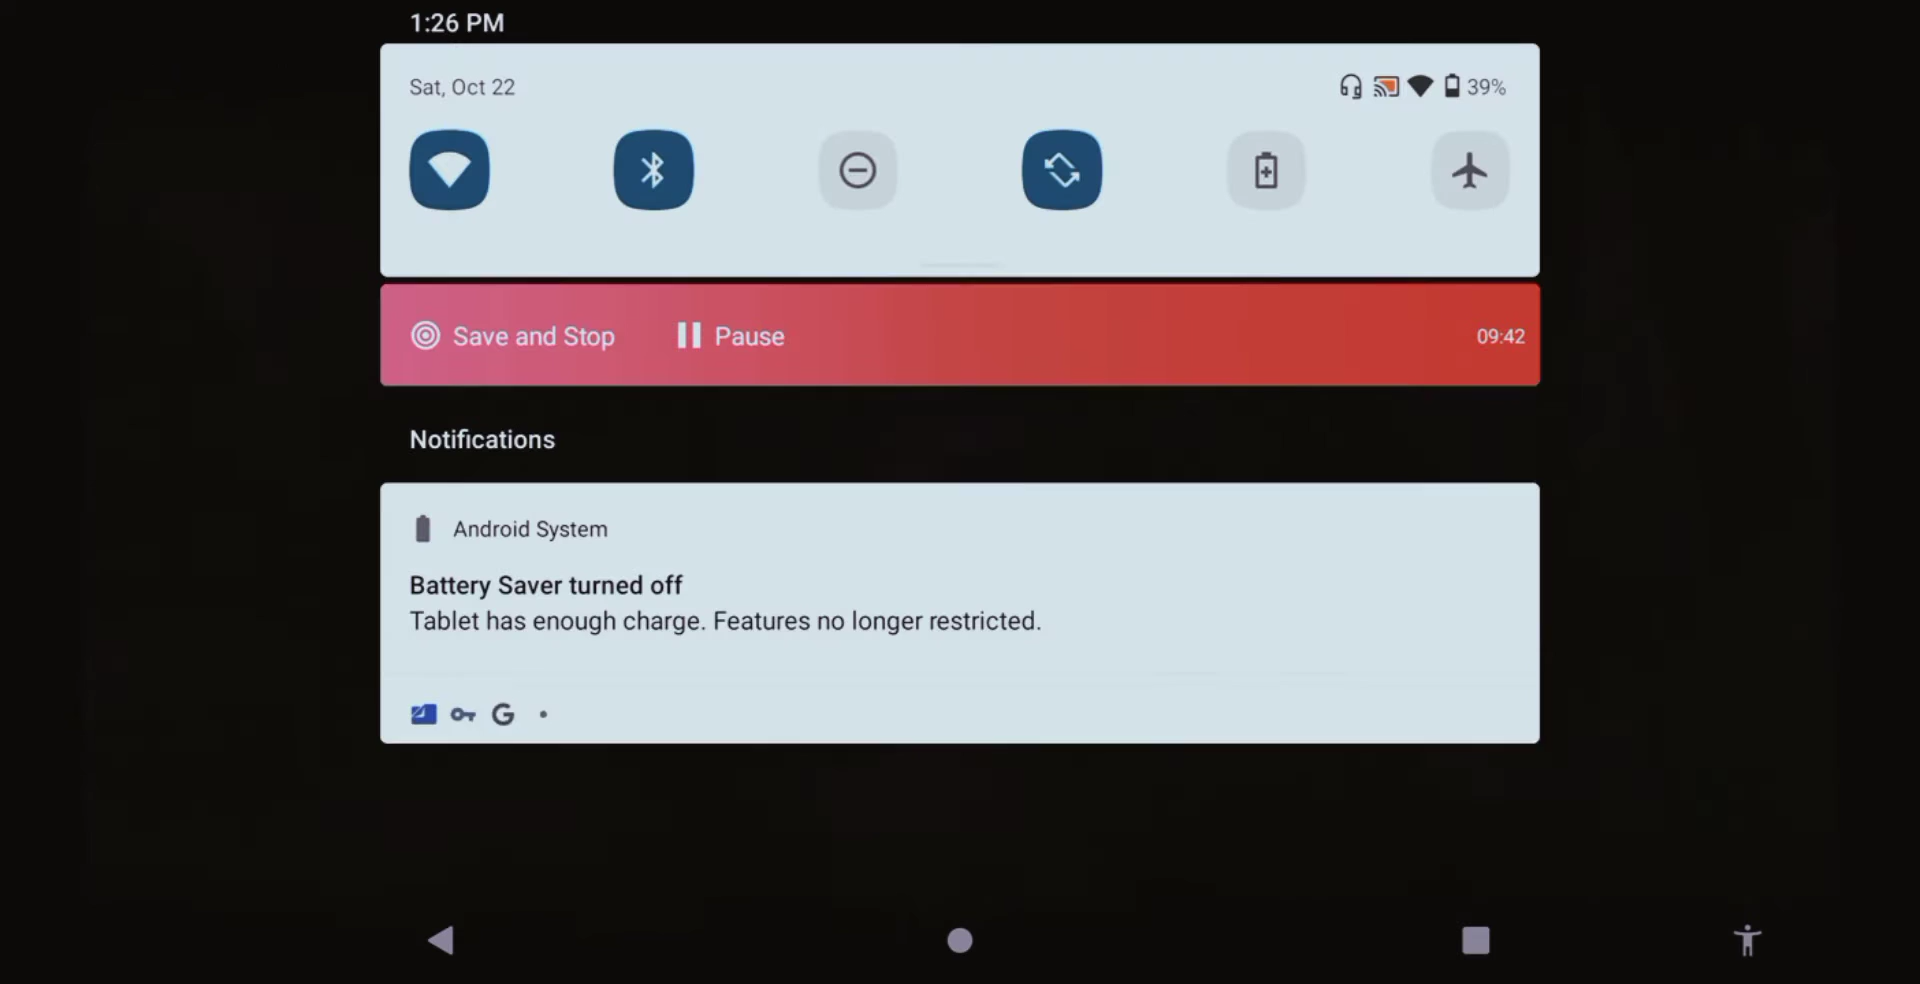 1:26 PM
Sat, Oct 22
39%
Save and Stop
Pause
09:42
Notifications
Android System
Battery Saver turned off
Tablet has enough charge. Features no longer restricted.